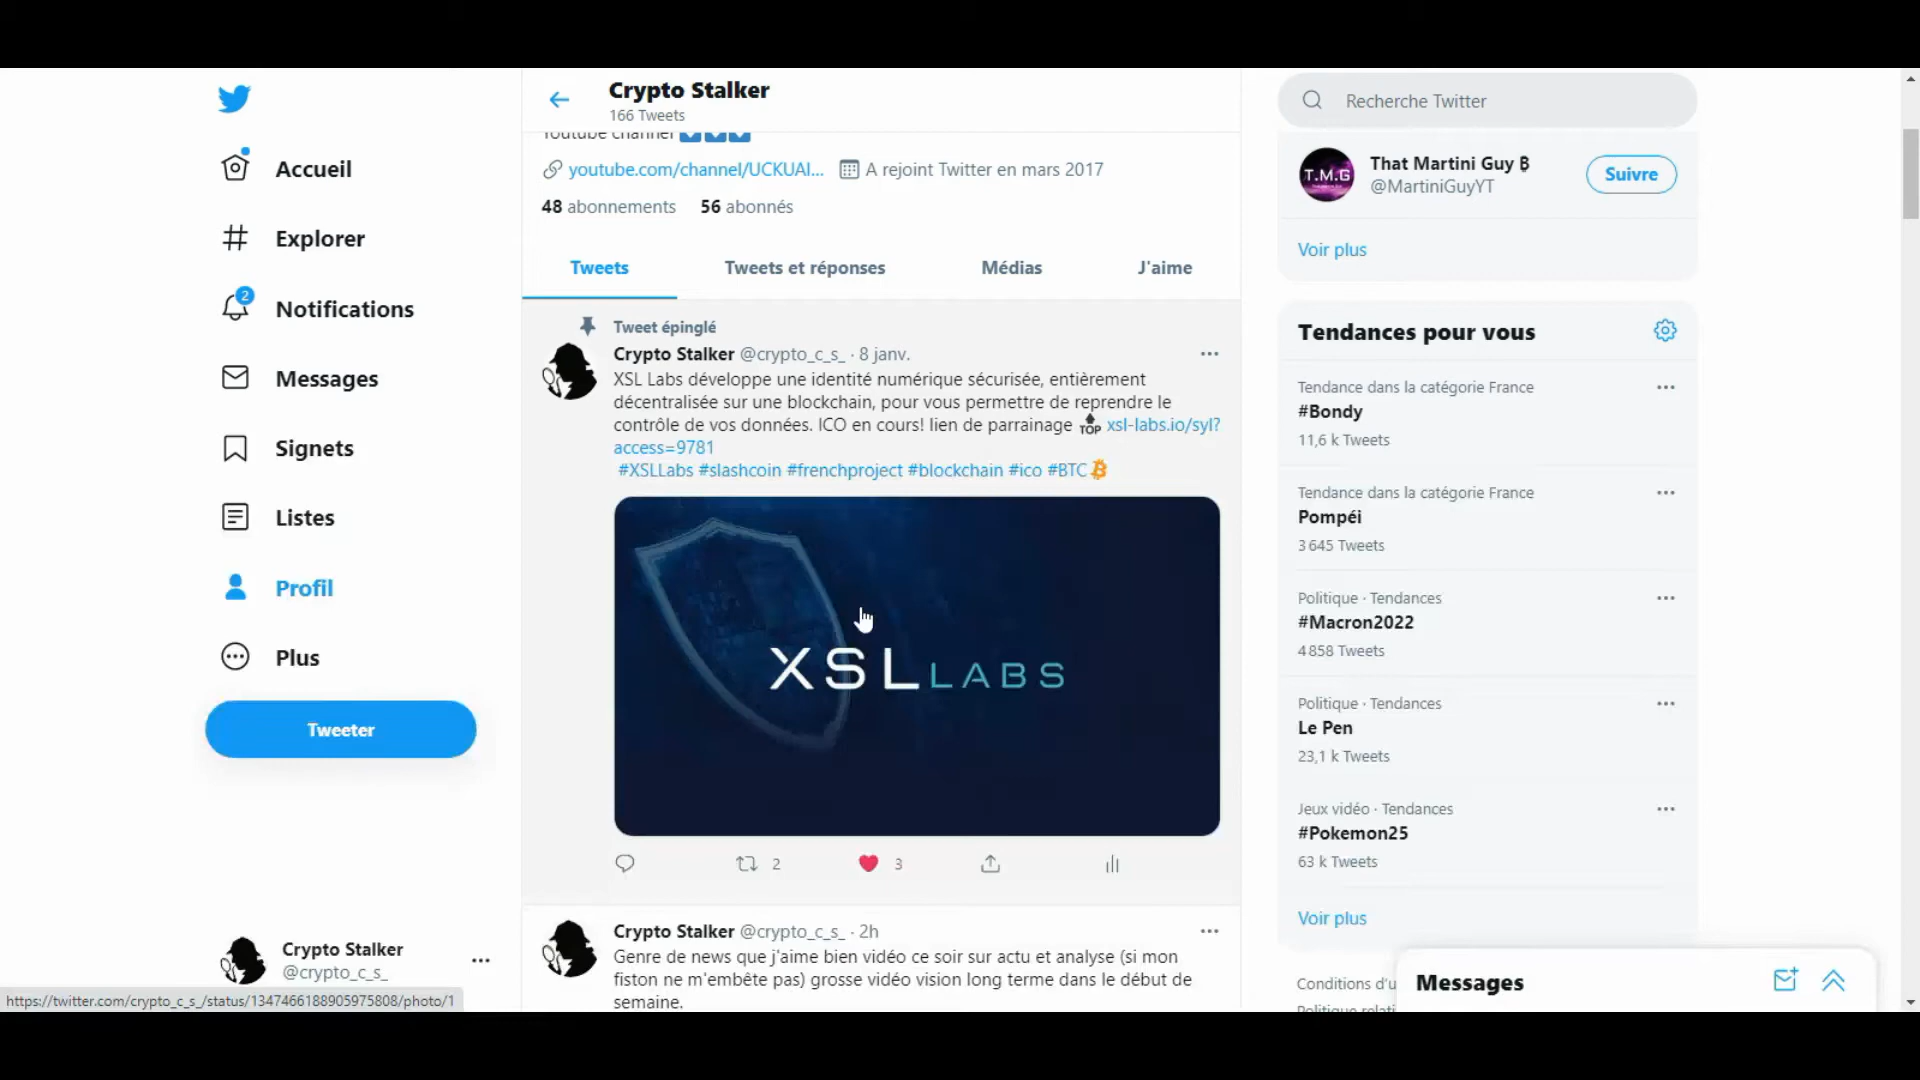 Accueil
Explorer
2
Notifications
Messages
Signets
Listes
Profil
Plus
Tweeter
Crypto Stalker
@crypto_c_s_
https://twitter.com/crypto_c_s_/status/1347466188905975808/photo/1
Crypto Stalker
166 Tweets
Youtube channel
youtube.com/channel/UCKUAI... A rejoint Twitter en mars 2017
48 abonnements 56 abonnés
Tweets Tweets et réponses Médias J'aime
Tweet épinglé
Crypto Stalker @crypto_c_s_ · 8 janv.
XSL Labs développe une identité numérique sécurisée, entièrement
décentralisée sur une blockchain, pour vous permettre de reprendre le
contrôle de vos données. ICO en cours! lien de parrainage 🔝 xsl-labs.io/syl?
access=9781
#XSLLabs #slashcoin #frenchproject #blockchain #ico #BTC
XSL LABS
2 3
Crypto Stalker @crypto_c_s_ · 2h
Genre de news que j'aime bien vidéo ce soir sur actu et analyse (si mon
fiston ne m'embête pas) grosse vidéo vision long terme dans le début de
semaine.
Recherche Twitter
T.M.G
That Martini Guy ₿
@MartiniGuyYT
Suivre
Voir plus
Tendances pour vous
Tendance dans la catégorie France
#Bondy
11,6 k Tweets
Tendance dans la catégorie France
Pompéi
3 645 Tweets
Politique · Tendances
#Macron2022
4 858 Tweets
Politique · Tendances
Le Pen
23,1 k Tweets
Jeux vidéo · Tendances
#Pokemon25
63 k Tweets
Voir plus
Conditions d'u
Politique relati
Messages